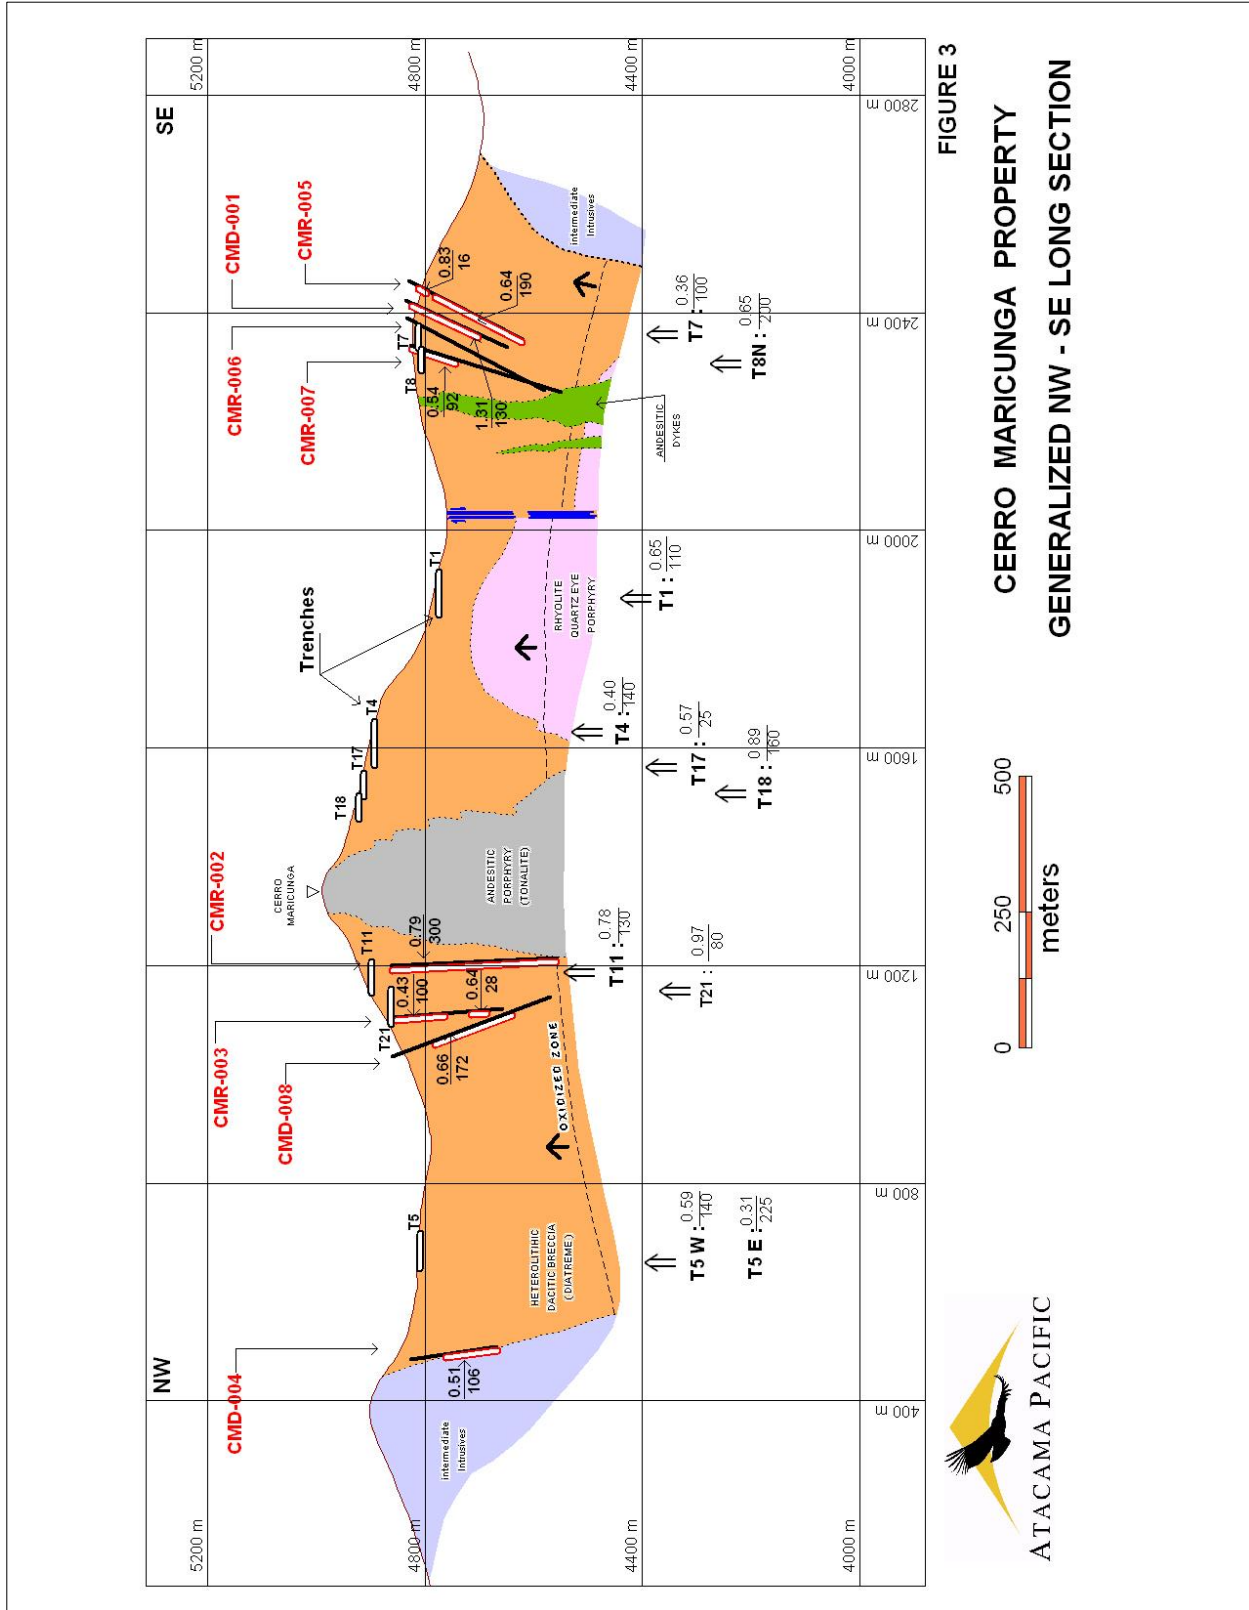 NW
SE
5200 m
5200 m
4800 m
4800 m
4400 m
4400 m
4000 m
4000 m
400 m
800 m
1200 m
1600 m
2000 m
2400 m
2800 m
CMD-004
CMD-008
CMR-003
CMR-002
CMR-007
CMR-006
CMD-001
CMR-005
CERRO
MARICUNGA
Trenches
T5
T21
T11
T18
T17
T4
T1
T8
T7
0.51
106
0.66
172
0.43
100
0.64
28
0.79
300
0.54
92
1.31
130
0.64
190
0.83
16
Intermediate
Intrusives
HETEROLITIHIC
DACITIC BRECCIA
(DIATREME)
OXIDIZED ZONE
ANDESITIC
PORPHYRY
(TONALITE)
RHYOLITE
QUARTZ EYE
PORPHYRY
ANDESITIC
DYKES
Intermediate
Intrusives
T5 W : 0.59
140
T5 E : 0.31
225
T11 : 0.78
130
T21 : 0.97
80
T4 : 0.40
140
T17 : 0.57
25
T18 : 0.89
160
T1 : 0.65
110
T7 : 0.36
100
T8N : 0.65
200
FIGURE 3
ATACAMA PACIFIC
0 250 500
meters
CERRO MARICUNGA PROPERTY
GENERALIZED NW - SE LONG SECTION